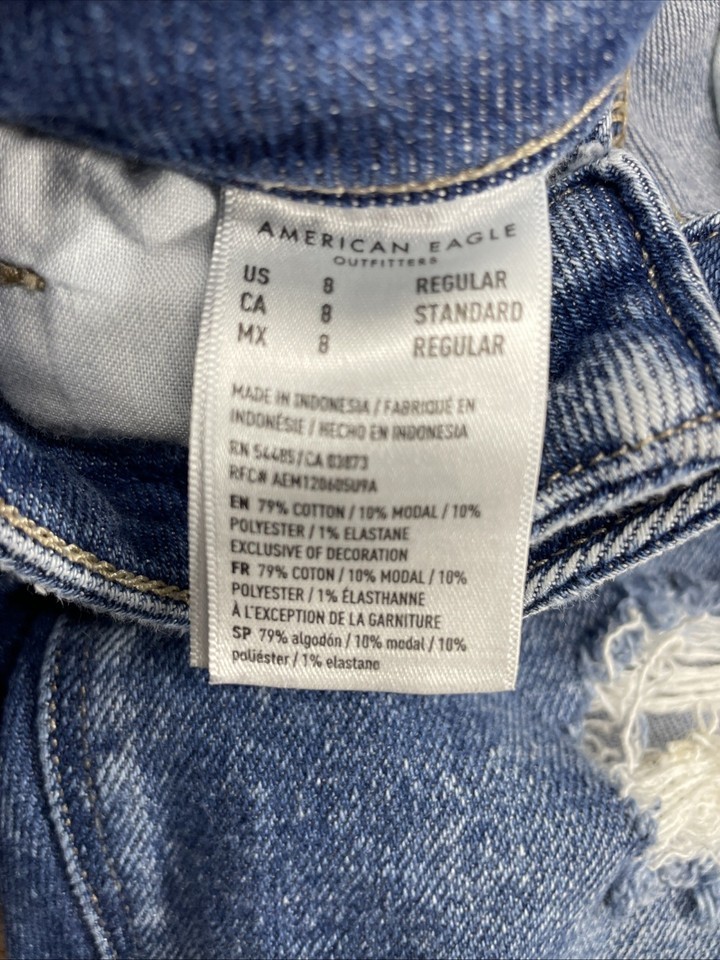 AMERICAN EAGLE
OUTFITTERS
US 8 REGULAR
CA 8 STANDARD
MX 8 REGULAR
MADE IN INDONESIA / FABRIQUÉ EN
INDONÉSIE / HECHO EN INDONESIA
RN 54485/CA 03873
RFC# AEM120605U9A
EN 79% COTTON / 10% MODAL / 10%
POLYESTER / 1% ELASTANE
EXCLUSIVE OF DECORATION
FR 79% COTON / 10% MODAL / 10%
POLYESTER / 1% ÉLASTHANNE
À L'EXCEPTION DE LA GARNITURE
SP 79% algodón / 10% modal / 10%
poliéster / 1% elastane